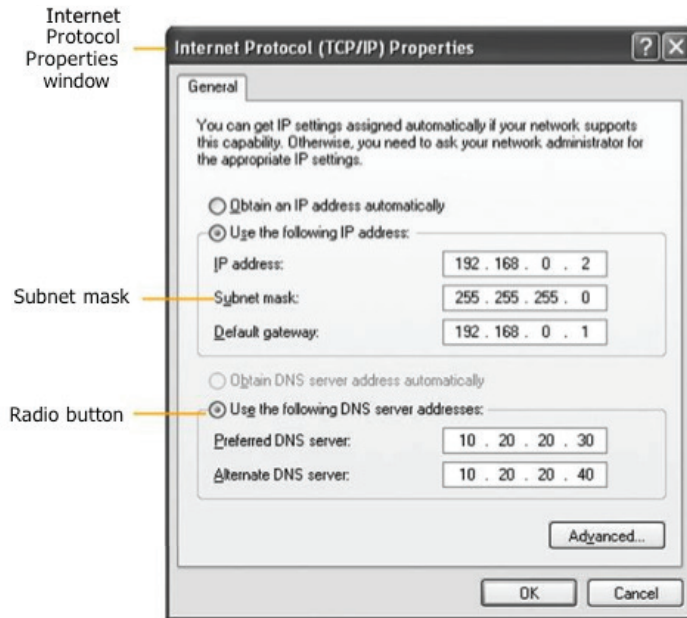 Internet
Protocol
Properties
window
Internet Protocol (TCP/IP) Properties
General
You can get IP settings assigned automatically if your network supports
this capability. Otherwise, you need to ask your network administrator for
the appropriate IP settings.
Obtain an IP address automatically
Use the following IP address:
IP address: 192 . 168 . 0 . 2
Subnet mask
Subnet mask: 255 . 255 . 255 . 0
Default gateway: 192 . 168 . 0 . 1
Obtain DNS server address automatically
Radio button
Use the following DNS server addresses:
Preferred DNS server: 10 . 20 . 20 . 30
Alternate DNS server: 10 . 20 . 20 . 40
Advanced...
OK Cancel